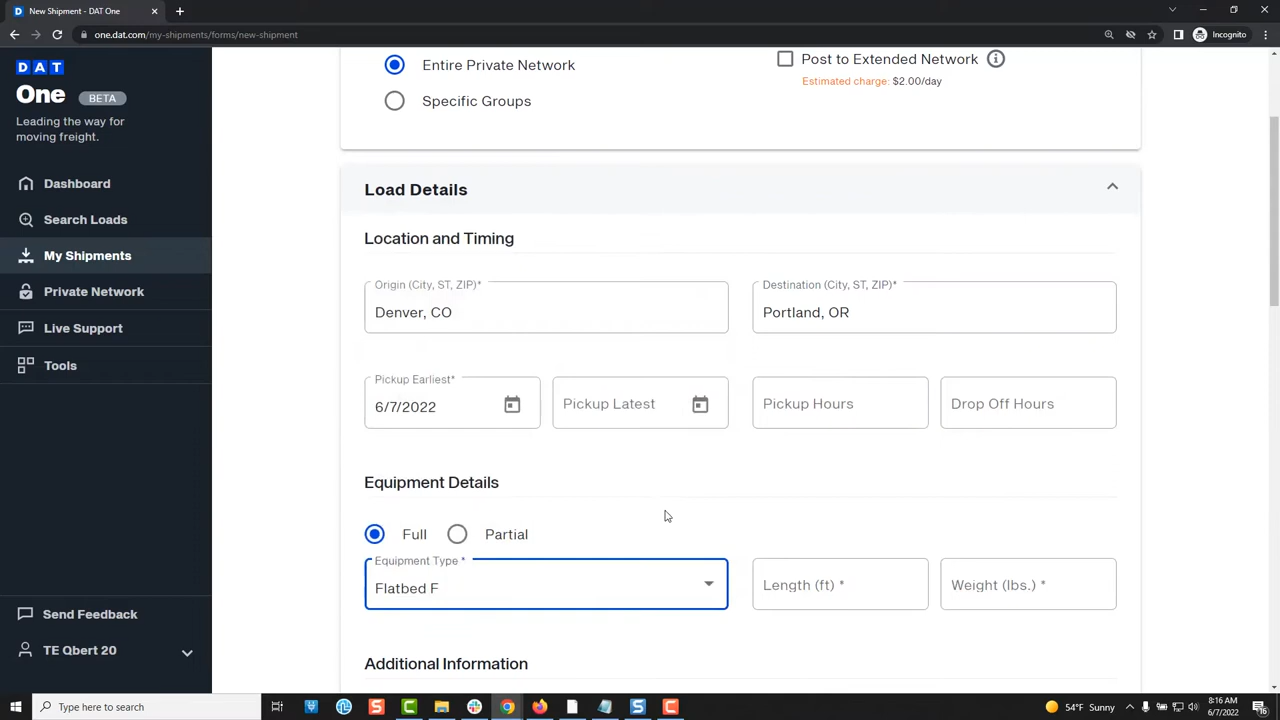 New Shipment - DAT One
one.dat.com/my-shipments/forms/new-shipment
Incognito
DAT
One BETA
Leading the way for
moving freight.
Dashboard
Search Loads
My Shipments
Private Network
Live Support
Tools
Send Feedback
TE Qbert 20
Entire Private Network
Post to Extended Network
Estimated charge: $2.00/day
Specific Groups
Load Details
Location and Timing
Origin (City, ST, ZIP)*
Denver, CO
Destination (City, ST, ZIP)*
Portland, OR
Pickup Earliest*
6/7/2022
Pickup Latest
Pickup Hours
Drop Off Hours
Equipment Details
Full
Partial
Equipment Type *
Flatbed F
Length (ft) *
Weight (lbs.) *
Additional Information
Type here to search
54°F Sunny
8:16 AM
6/7/2022